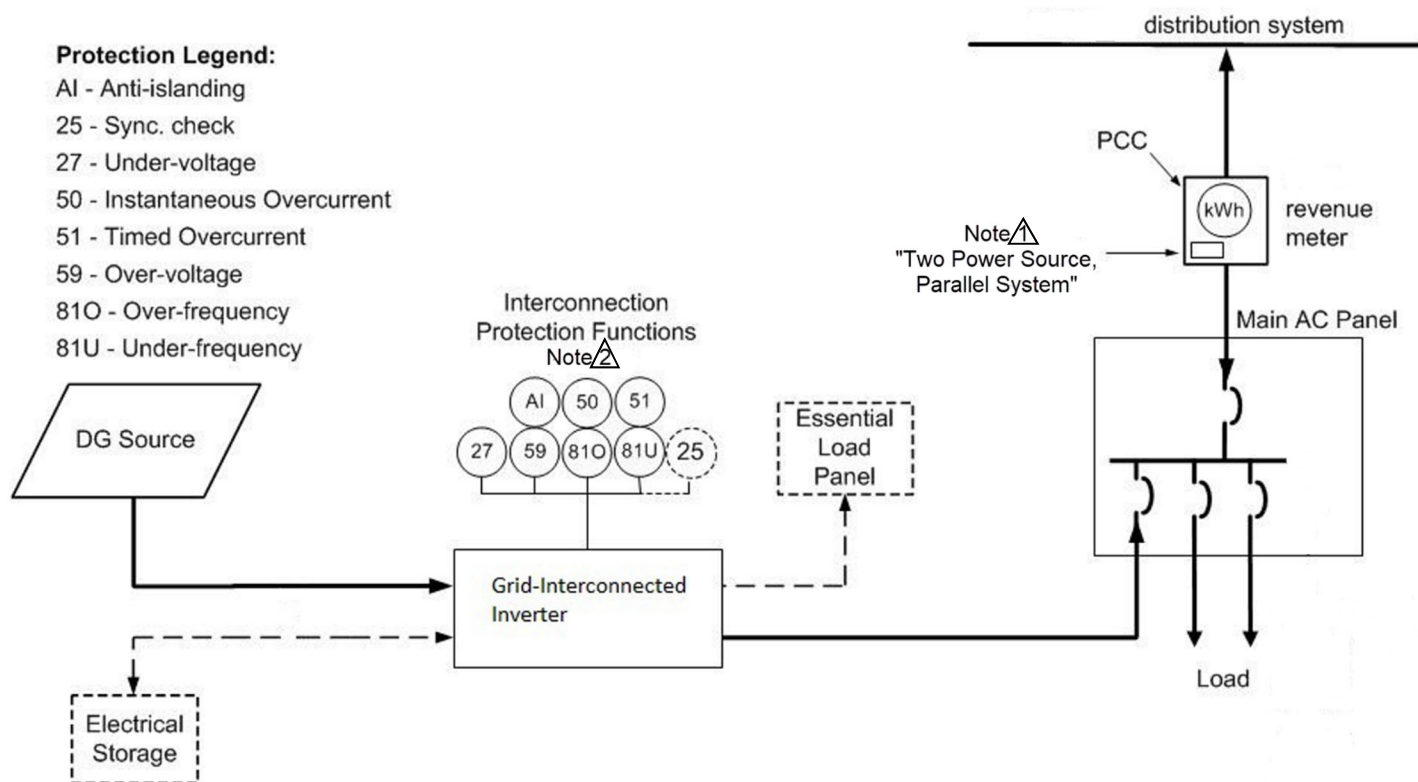 Protection Legend:
AI - Anti-islanding
25 - Sync. check
27 - Under-voltage
50 - Instantaneous Overcurrent
51 - Timed Overcurrent
59 - Over-voltage
81O - Over-frequency
81U - Under-frequency
distribution system
PCC
kWh
revenue
meter
Note 1
"Two Power Source,
Parallel System"
Main AC Panel
Interconnection
Protection Functions
Note 2
AI 50 51
27 59 81O 81U 25
DG Source
Essential
Load
Panel
Grid-Interconnected
Inverter
Electrical
Storage
Load